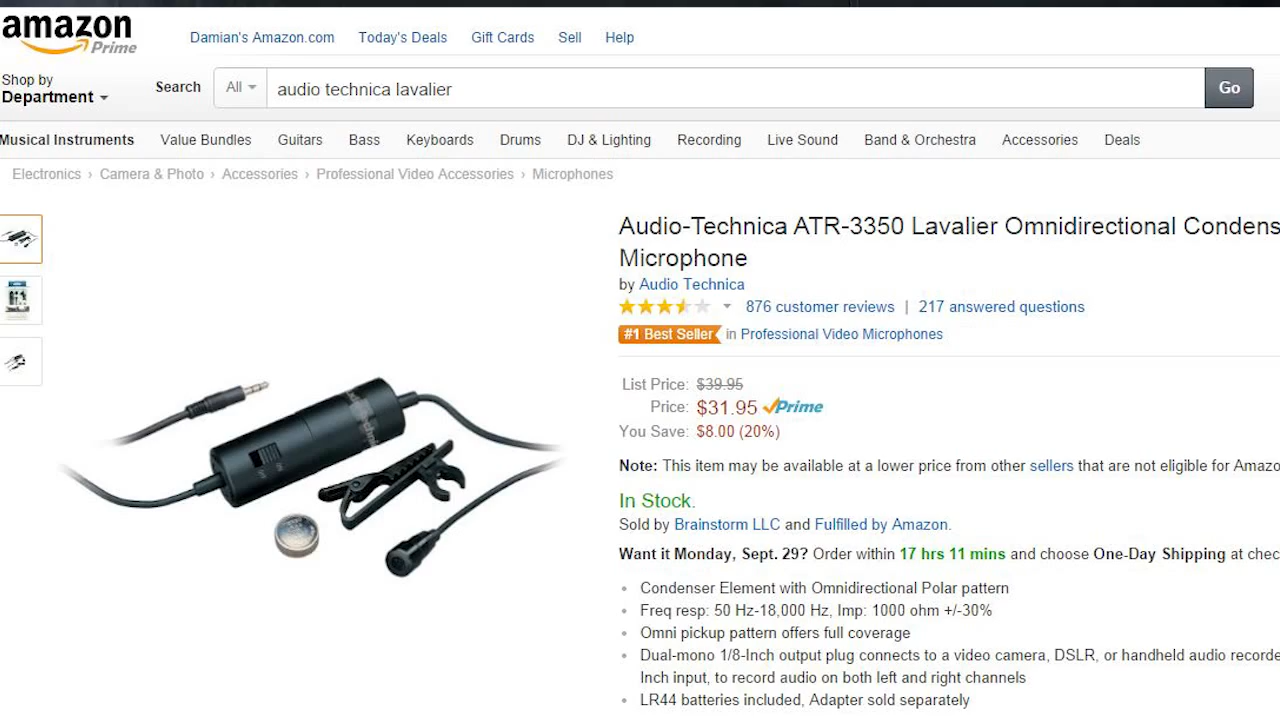 amazon
Prime
Damian's Amazon.com Today's Deals Gift Cards Sell Help
Shop by
Department
Search All audio technica lavalier Go
Musical Instruments Value Bundles Guitars Bass Keyboards Drums DJ & Lighting Recording Live Sound Band & Orchestra Accessories Deals
Electronics › Camera & Photo › Accessories › Professional Video Accessories › Microphones
Audio-Technica ATR-3350 Lavalier Omnidirectional Condens
Microphone
by Audio Technica
876 customer reviews | 217 answered questions
#1 Best Seller in Professional Video Microphones
List Price: $39.95
Price: $31.95 Prime
You Save: $8.00 (20%)
Note: This item may be available at a lower price from other sellers that are not eligible for Amazo
In Stock.
Sold by Brainstorm LLC and Fulfilled by Amazon.
Want it Monday, Sept. 29? Order within 17 hrs 11 mins and choose One-Day Shipping at chec
• Condenser Element with Omnidirectional Polar pattern
• Freq resp: 50 Hz-18,000 Hz, Imp: 1000 ohm +/-30%
• Omni pickup pattern offers full coverage
• Dual-mono 1/8-Inch output plug connects to a video camera, DSLR, or handheld audio recorde
Inch input, to record audio on both left and right channels
• LR44 batteries included, Adapter sold separately